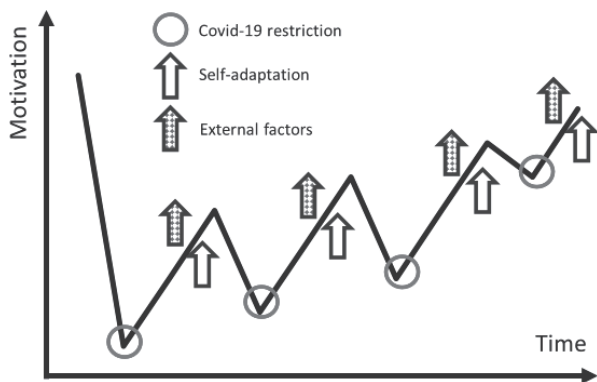 Covid-19 restriction
Self-adaptation
External factors
Motivation
Time